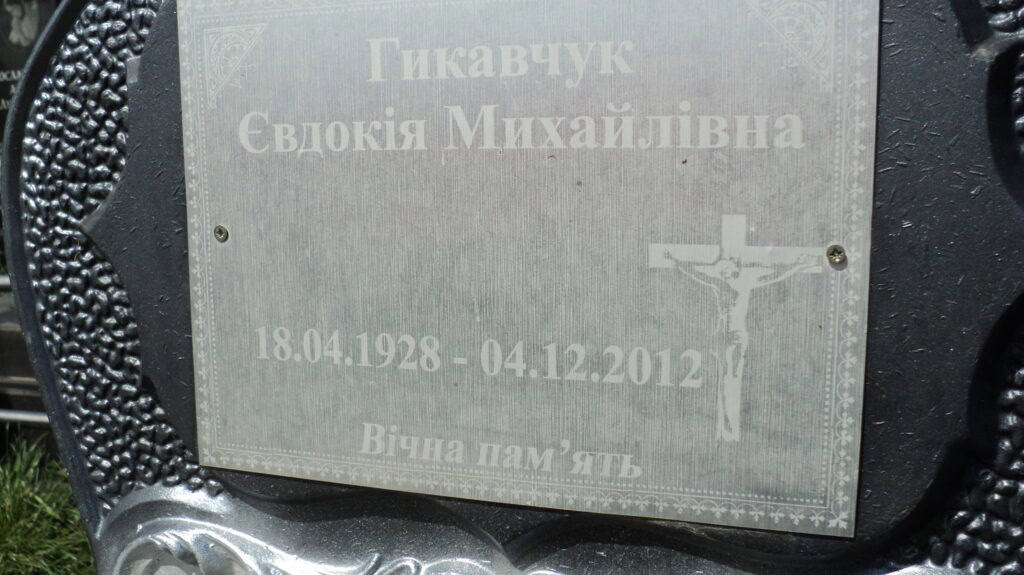 Гикавчук
Євдокія Михайлівна
18.04.1928 - 04.12.2012
Вічна пам’ять